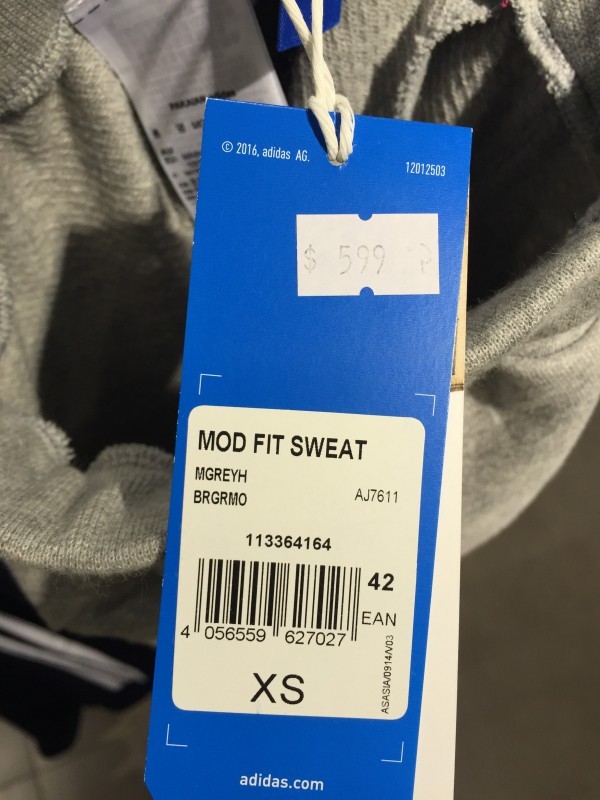 © 2016, adidas AG.
12012503
$ 599
MOD FIT SWEAT
MGREYH
BRGRMO
AJ7611
113364164
42
EAN
4 056559 627027
XS
ASASIA/0914/V03
adidas.com